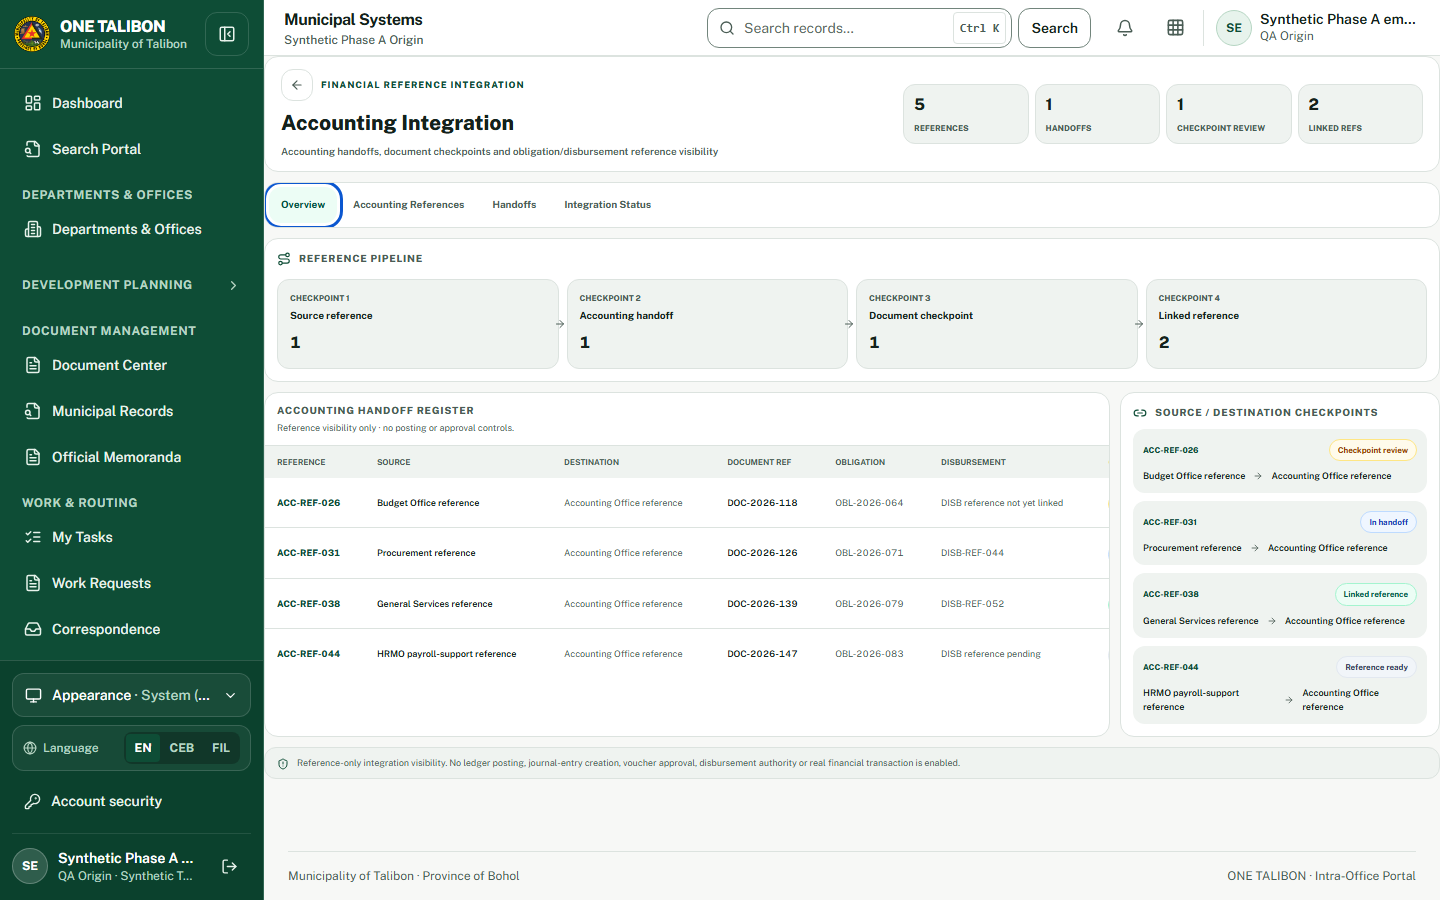 ONE TALIBON
Municipality of Talibon
Dashboard
Search Portal
DEPARTMENTS & OFFICES
Departments & Offices
DEVELOPMENT PLANNING
DOCUMENT MANAGEMENT
Document Center
Municipal Records
Official Memoranda
WORK & ROUTING
My Tasks
Work Requests
Correspondence
Appearance · System (...
Language EN CEB FIL
Account security
SE Synthetic Phase A ...
QA Origin · Synthetic T...
Municipal Systems
Synthetic Phase A Origin
Search records... Ctrl K Search
SE Synthetic Phase A em...
QA Origin
FINANCIAL REFERENCE INTEGRATION
Accounting Integration
Accounting handoffs, document checkpoints and obligation/disbursement reference visibility
5 1 1 2
REFERENCES HANDOFFS CHECKPOINT REVIEW LINKED REFS
Overview Accounting References Handoffs Integration Status
REFERENCE PIPELINE
CHECKPOINT 1 CHECKPOINT 2 CHECKPOINT 3 CHECKPOINT 4
Source reference Accounting handoff Document checkpoint Linked reference
1 1 1 2
ACCOUNTING HANDOFF REGISTER
Reference visibility only · no posting or approval controls.
REFERENCE SOURCE DESTINATION DOCUMENT REF OBLIGATION DISBURSEMENT
ACC-REF-026 Budget Office reference Accounting Office reference DOC-2026-118 OBL-2026-064 DISB reference not yet linked
ACC-REF-031 Procurement reference Accounting Office reference DOC-2026-126 OBL-2026-071 DISB-REF-044
ACC-REF-038 General Services reference Accounting Office reference DOC-2026-139 OBL-2026-079 DISB-REF-052
ACC-REF-044 HRMO payroll-support reference Accounting Office reference DOC-2026-147 OBL-2026-083 DISB reference pending
SOURCE / DESTINATION CHECKPOINTS
ACC-REF-026 Checkpoint review
Budget Office reference → Accounting Office reference
ACC-REF-031 In handoff
Procurement reference → Accounting Office reference
ACC-REF-038 Linked reference
General Services reference → Accounting Office reference
ACC-REF-044 Reference ready
HRMO payroll-support reference → Accounting Office reference
Reference-only integration visibility. No ledger posting, journal-entry creation, voucher approval, disbursement authority or real financial transaction is enabled.
Municipality of Talibon · Province of Bohol
ONE TALIBON · Intra-Office Portal